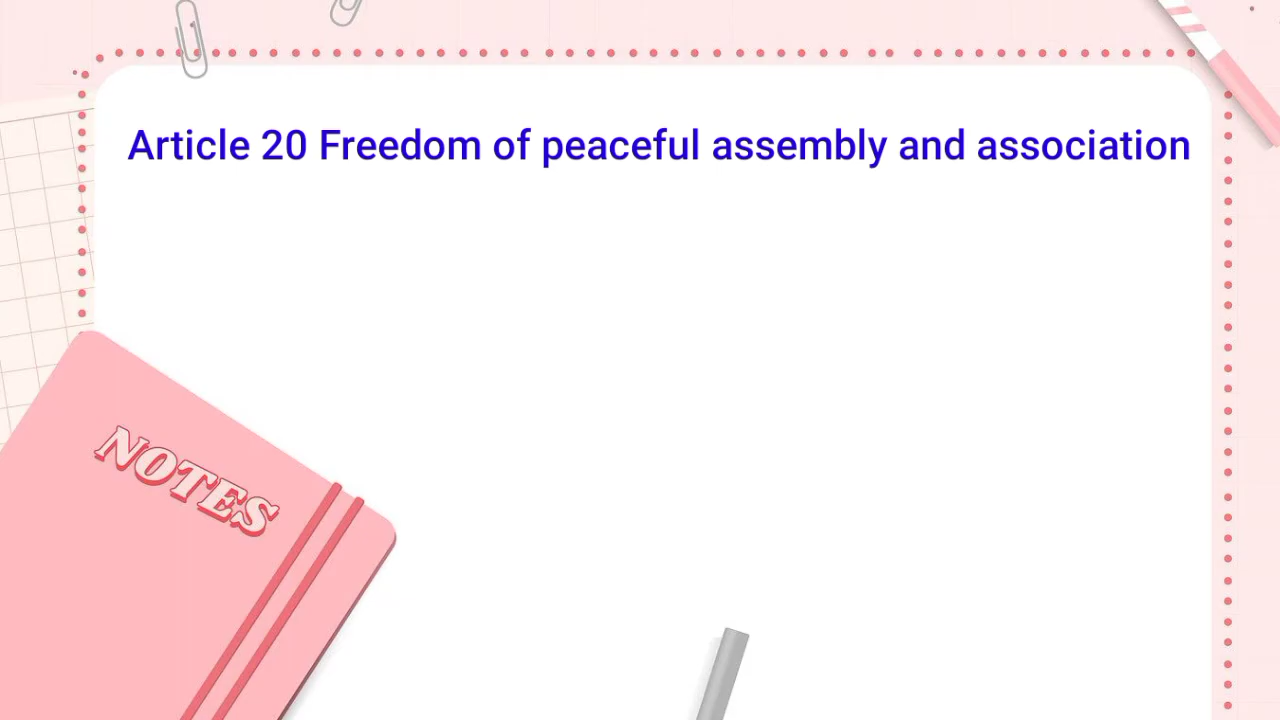 Article 20 Freedom of peaceful assembly and association
NOTES